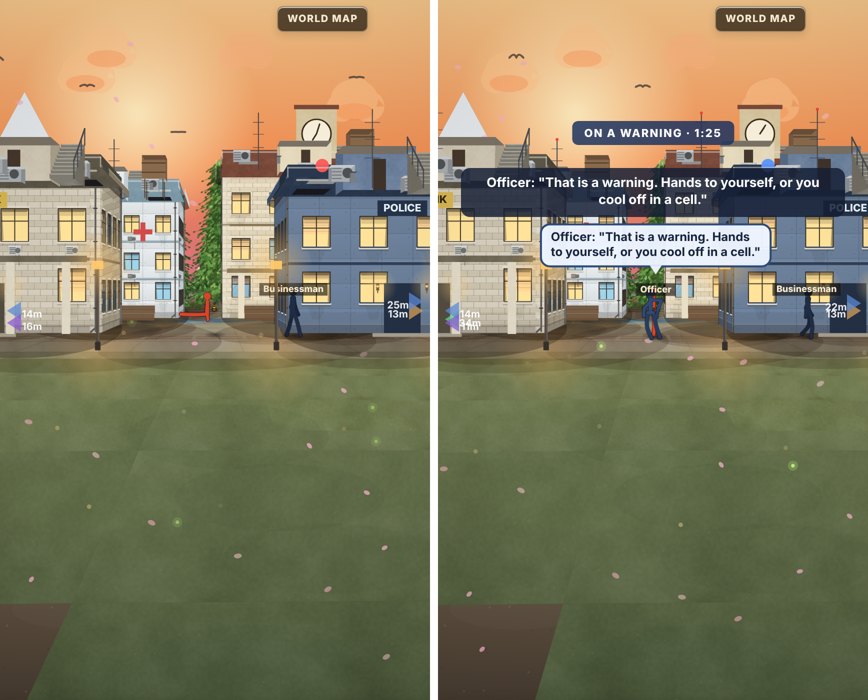 WORLD MAP
POLICE
Businessman
25m
13m
14m
16m
WORLD MAP
ON A WARNING · 1:25
Officer: "That is a warning. Hands to yourself, or you
cool off in a cell."
Officer: "That is a warning. Hands
to yourself, or you cool off in a cell."
Officer
Businessman
22m
13m
14m